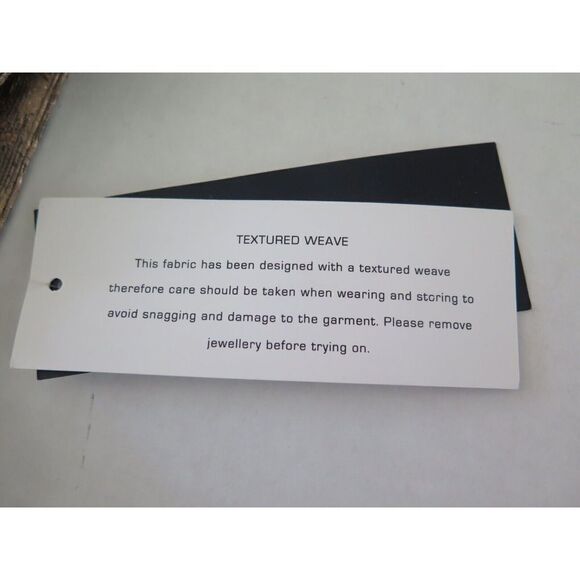 TEXTURED WEAVE
This fabric has been designed with a textured weave
therefore care should be taken when wearing and storing to
avoid snagging and damage to the garment. Please remove
jewellery before trying on.